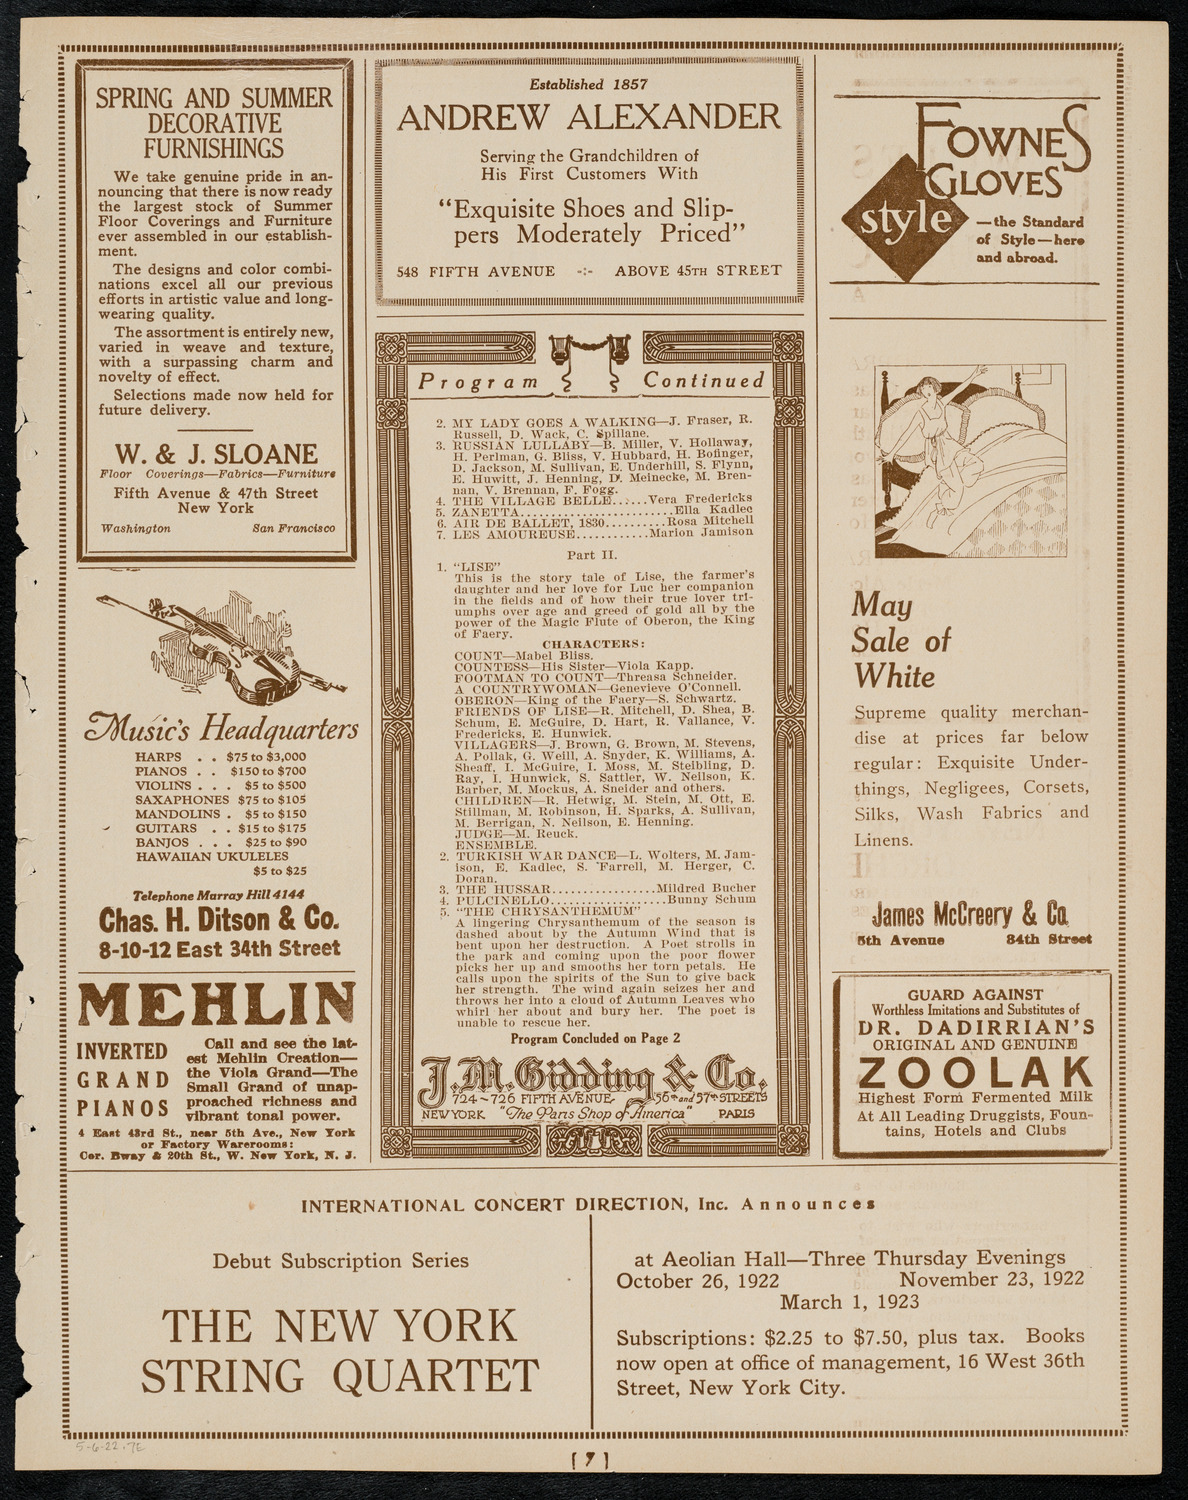 SPRING AND SUMMER
DECORATIVE
FURNISHINGS
We take genuine pride in an-
nouncing that there is now ready
the largest stock of Summer
Floor Coverings and Furniture
ever assembled in our establish-
ment.
The designs and color combi-
nations excel all our previous
efforts in artistic value and long-
wearing quality.
The assortment is entirely new,
varied in weave and texture,
with a surpassing charm and
novelty of effect.
Selections made now held for
future delivery.
W. & J. SLOANE
Floor Coverings—Fabrics—Furniture
Fifth Avenue & 47th Street
New York
Washington San Francisco
Music's Headquarters
HARPS . . $75 to $3,000
PIANOS . . $150 to $700
VIOLINS . . . $5 to $500
SAXAPHONES $75 to $105
MANDOLINS . $5 to $150
GUITARS . . $15 to $175
BANJOS . . . $25 to $90
HAWAIIAN UKULELES
$5 to $25
Telephone Murray Hill 4144
Chas. H. Ditson & Co.
8-10-12 East 34th Street
MEHLIN
INVERTED
GRAND
PIANOS
Call and see the lat-
est Mehlin Creation—
the Viola Grand—The
Small Grand of unap-
proached richness and
vibrant tonal power.
4 East 43rd St., near 5th Ave., New York
or Factory Warerooms:
Cor. Bway & 20th St., W. New York, N. J.
Established 1857
ANDREW ALEXANDER
Serving the Grandchildren of
His First Customers With
"Exquisite Shoes and Slip-
pers Moderately Priced"
548 FIFTH AVENUE -:- ABOVE 45TH STREET
Program Continued
2. MY LADY GOES A WALKING—J. Fraser, R.
Russell, D. Wack, C. Spillane.
3. RUSSIAN LULLABY—B. Miller, V. Hollaway,
H. Perlman, G. Bliss, V. Hubbard, H. Bofinger,
D. Jackson, M. Sullivan, E. Underhill, S. Flynn,
E. Huwitt, J. Henning, D. Meinecke, M. Bren-
nan, V. Brennan, F. Fogg.
4. THE VILLAGE BELLE......Vera Fredericks
5. ZANETTA..........................Ella Kadlec
6. AIR DE BALLET, 1830..........Rosa Mitchell
7. LES AMOUREUSE............Marion Jamison
Part II.
1. "LISE"
This is the story tale of Lise, the farmer's
daughter and her love for Luc her companion
in the fields and of how their true lover tri-
umphs over age and greed of gold all by the
power of the Magic Flute of Oberon, the King
of Faery.
CHARACTERS:
COUNT—Mabel Bliss.
COUNTESS—His Sister—Viola Kapp.
FOOTMAN TO COUNT—Threasa Schneider.
A COUNTRYWOMAN—Genevieve O'Connell.
OBERON—King of the Faery—S. Schwartz.
FRIENDS OF LISE—R. Mitchell, D. Shea, B.
Schum, E. McGuire, D. Hart, R. Vallance, V.
Fredericks, E. Hunwick.
VILLAGERS—J. Brown, G. Brown, M. Stevens,
A. Pollak, G. Weill, A. Snyder, K. Williams, A.
Sheaff, I. McGuire, I. Moss, M. Steibling, D.
Ray, I. Hunwick, S. Sattler, W. Neilson, K.
Barber, M. Mockus, A. Sneider and others.
CHILDREN—R. Hetwig, M. Stein, M. Ott, E.
Stillman, M. Robinson, H. Sparks, A. Sullivan,
M. Berrigan, N. Neilson, E. Henning.
JUDGE—M. Reuck.
ENSEMBLE.
2. TURKISH WAR DANCE—L. Wolters, M. Jam-
ison, E. Kadlec, S. Farrell, M. Herger, C.
Doran.
3. THE HUSSAR..................Mildred Bucher
4. PULCINELLO....................Bunny Schum
5. "THE CHRYSANTHEMUM"
A lingering Chrysanthemum of the season is
dashed about by the Autumn Wind that is
bent upon her destruction. A Poet strolls in
the park and coming upon the poor flower
picks her up and smooths her torn petals. He
calls upon the spirits of the Sun to give back
her strength. The wind again seizes her and
throws her into a cloud of Autumn Leaves who
whirl her about and bury her. The poet is
unable to rescue her.
Program Concluded on Page 2
J.M. Gidding & Co.
724~726 FIFTH AVENUE 56th and 57th STREETS
NEW YORK "The Paris Shop of America" PARIS
FOWNES
GLOVES
style
—the Standard
of Style—here
and abroad.
May
Sale of
White
Supreme quality merchan-
dise at prices far below
regular: Exquisite Under-
things, Negligees, Corsets,
Silks, Wash Fabrics and
Linens.
James McCreery & Co.
5th Avenue 34th Street
GUARD AGAINST
Worthless Imitations and Substitutes of
DR. DADIRRIAN'S
ORIGINAL AND GENUINE
ZOOLAK
Highest Form Fermented Milk
At All Leading Druggists, Foun-
tains, Hotels and Clubs
INTERNATIONAL CONCERT DIRECTION, Inc. Announces
Debut Subscription Series
THE NEW YORK
STRING QUARTET
at Aeolian Hall—Three Thursday Evenings
October 26, 1922 November 23, 1922
March 1, 1923
Subscriptions: $2.25 to $7.50, plus tax. Books
now open at office of management, 16 West 36th
Street, New York City.
5-6-22.7E
[ 7 ]